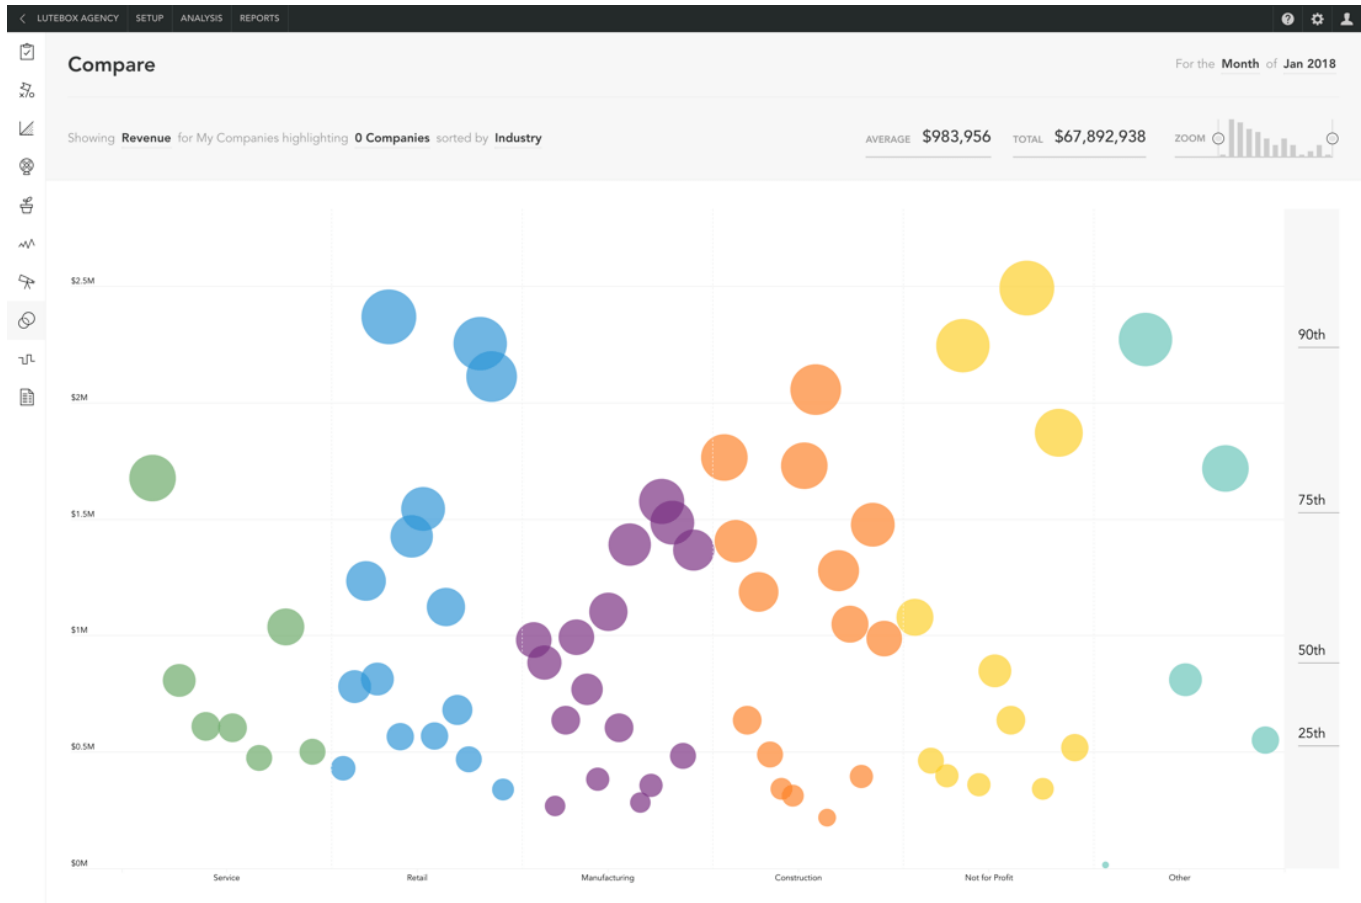 LUTEBOX AGENCY SETUP ANALYSIS REPORTS
Compare
For the Month of Jan 2018
Showing Revenue for My Companies highlighting 0 Companies sorted by Industry
AVERAGE $983,956 TOTAL $67,892,938 ZOOM
$2.5M
90th
$2M
75th
$1.5M
$1M
50th
25th
$0.5M
$0M
Service Retail Manufacturing Construction Not for Profit Other